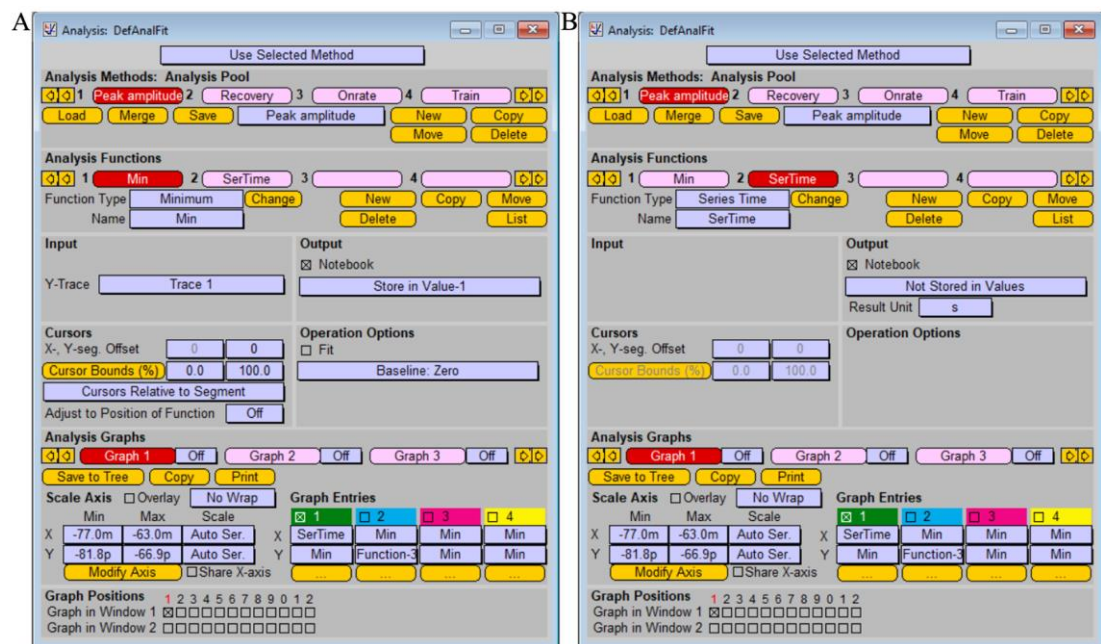 A
Analysis: DefAnalFit
Use Selected Method
Analysis Methods: Analysis Pool
1 Peak amplitude 2 Recovery 3 Onrate 4 Train
Load Merge Save Peak amplitude New Copy
Move Delete
Analysis Functions
1 Min 2 SerTime 3 4
Function Type Minimum Change New Copy Move
Name Min Delete List
Input Output
Notebook
Y-Trace Trace 1 Store in Value-1
Cursors Operation Options
X-, Y-seg. Offset 0 0 Fit
Cursor Bounds (%) 0.0 100.0 Baseline: Zero
Cursors Relative to Segment
Adjust to Position of Function Off
Analysis Graphs
Graph 1 Off Graph 2 Off Graph 3 Off
Save to Tree Copy Print
Scale Axis Overlay No Wrap Graph Entries
Min Max Scale 1 2 3 4
X -77.0m -63.0m Auto Ser. X SerTime Min Min Min
Y -81.8p -66.9p Auto Ser. Y Min Function-3 Min Min
Modify Axis Share X-axis ... ... ... ...
Graph Positions 1 2 3 4 5 6 7 8 9 0 1 2
Graph in Window 1
Graph in Window 2
B
Analysis: DefAnalFit
Use Selected Method
Analysis Methods: Analysis Pool
1 Peak amplitude 2 Recovery 3 Onrate 4 Train
Load Merge Save Peak amplitude New Copy
Move Delete
Analysis Functions
1 Min 2 SerTime 3 4
Function Type Series Time Change New Copy Move
Name SerTime Delete List
Input Output
Notebook
Not Stored in Values
Result Unit s
Cursors Operation Options
X-, Y-seg. Offset 0 0
Cursor Bounds (%) 0.0 100.0
Analysis Graphs
Graph 1 Off Graph 2 Off Graph 3 Off
Save to Tree Copy Print
Scale Axis Overlay No Wrap Graph Entries
Min Max Scale 1 2 3 4
X -77.0m -63.0m Auto Ser. X SerTime Min Min Min
Y -81.8p -66.9p Auto Ser. Y Min Function-3 Min Min
Modify Axis Share X-axis ... ... ... ...
Graph Positions 1 2 3 4 5 6 7 8 9 0 1 2
Graph in Window 1
Graph in Window 2